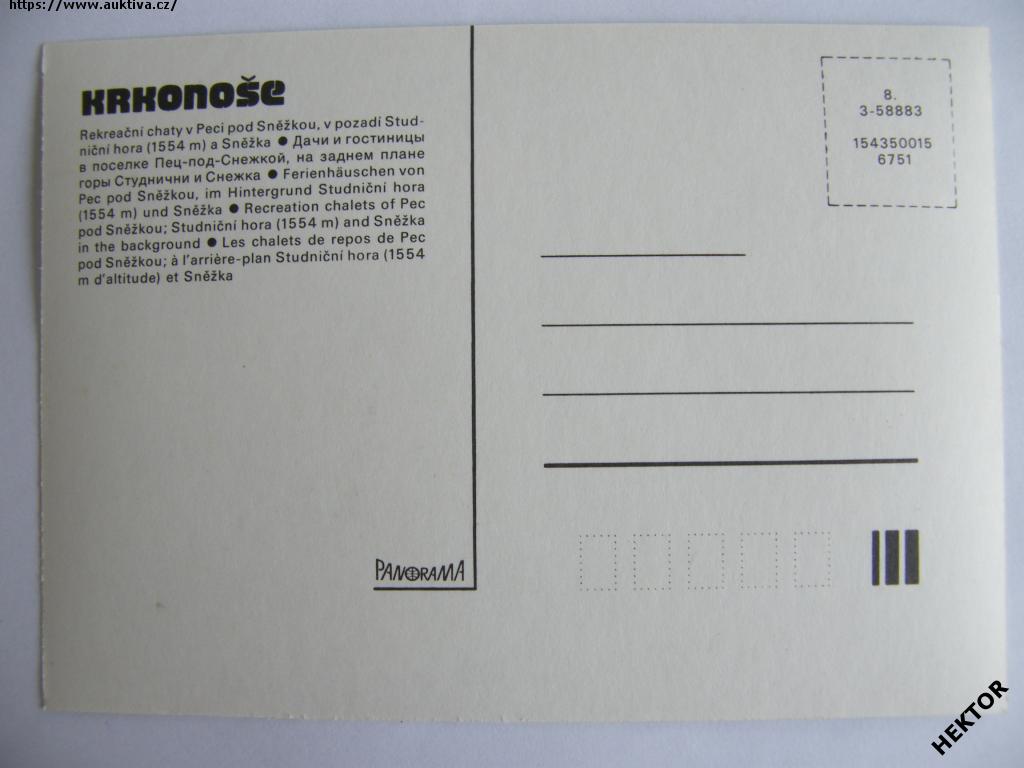 https://www.auktiva.cz/
KRKONOŠE
Rekreační chaty v Peci pod Sněžkou, v pozadí Stud-
niční hora (1554 m) a Sněžka ● Дачи и гостиницы
в поселке Пец-под-Снежкой, на заднем плане
горы Студнични и Снежка ● Ferienhäuschen von
Pec pod Sněžkou, im Hintergrund Studniční hora
(1554 m) und Sněžka ● Recreation chalets of Pec
pod Sněžkou; Studniční hora (1554 m) and Sněžka
in the background ● Les chalets de repos de Pec
pod Sněžkou; à l'arrière-plan Studniční hora (1554
m d'altitude) et Sněžka
8.
3-58883
154350015
6751
PANORAMA
HEKTOR